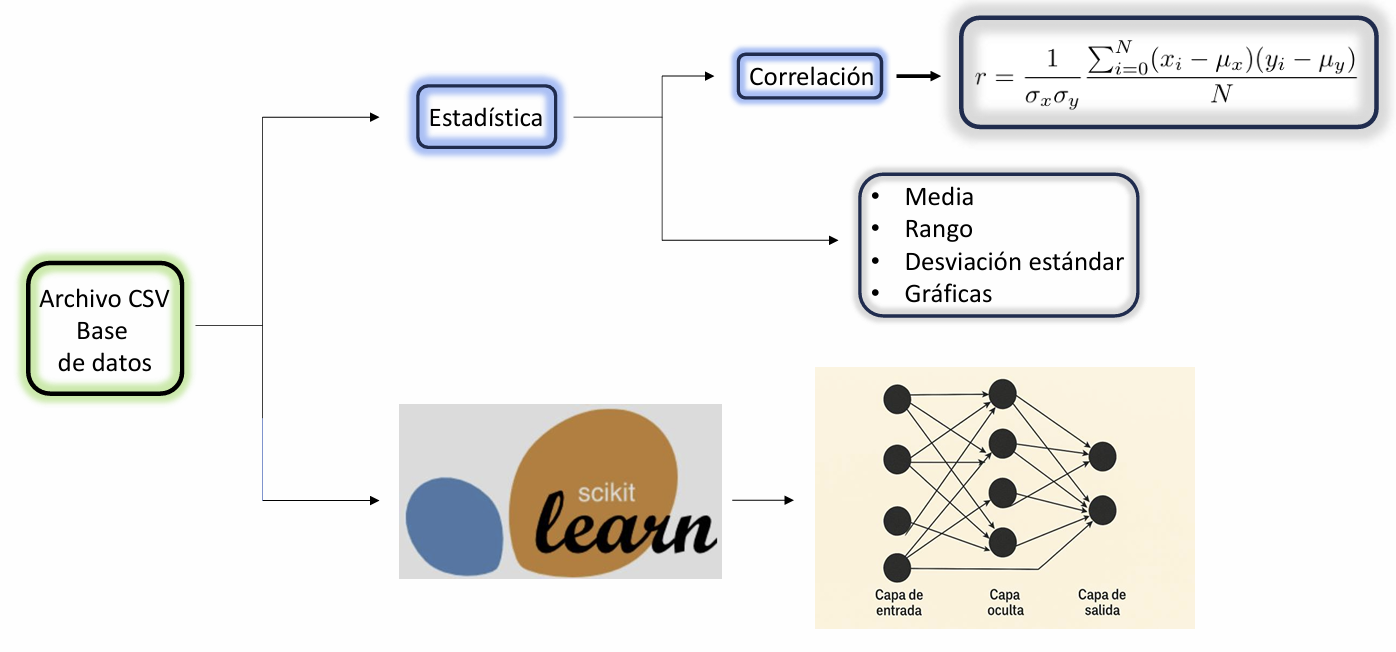 Archivo CSV
Base
de datos
Estadística
Correlación
r = \frac{1}{\sigma_x \sigma_y} \frac{\sum_{i=0}^{N} (x_i - \mu_x)(y_i - \mu_y)}{N}
• Media
• Rango
• Desviación estándar
• Gráficas
scikit
learn
Capa de
entrada
Capa
oculta
Capa de
salida